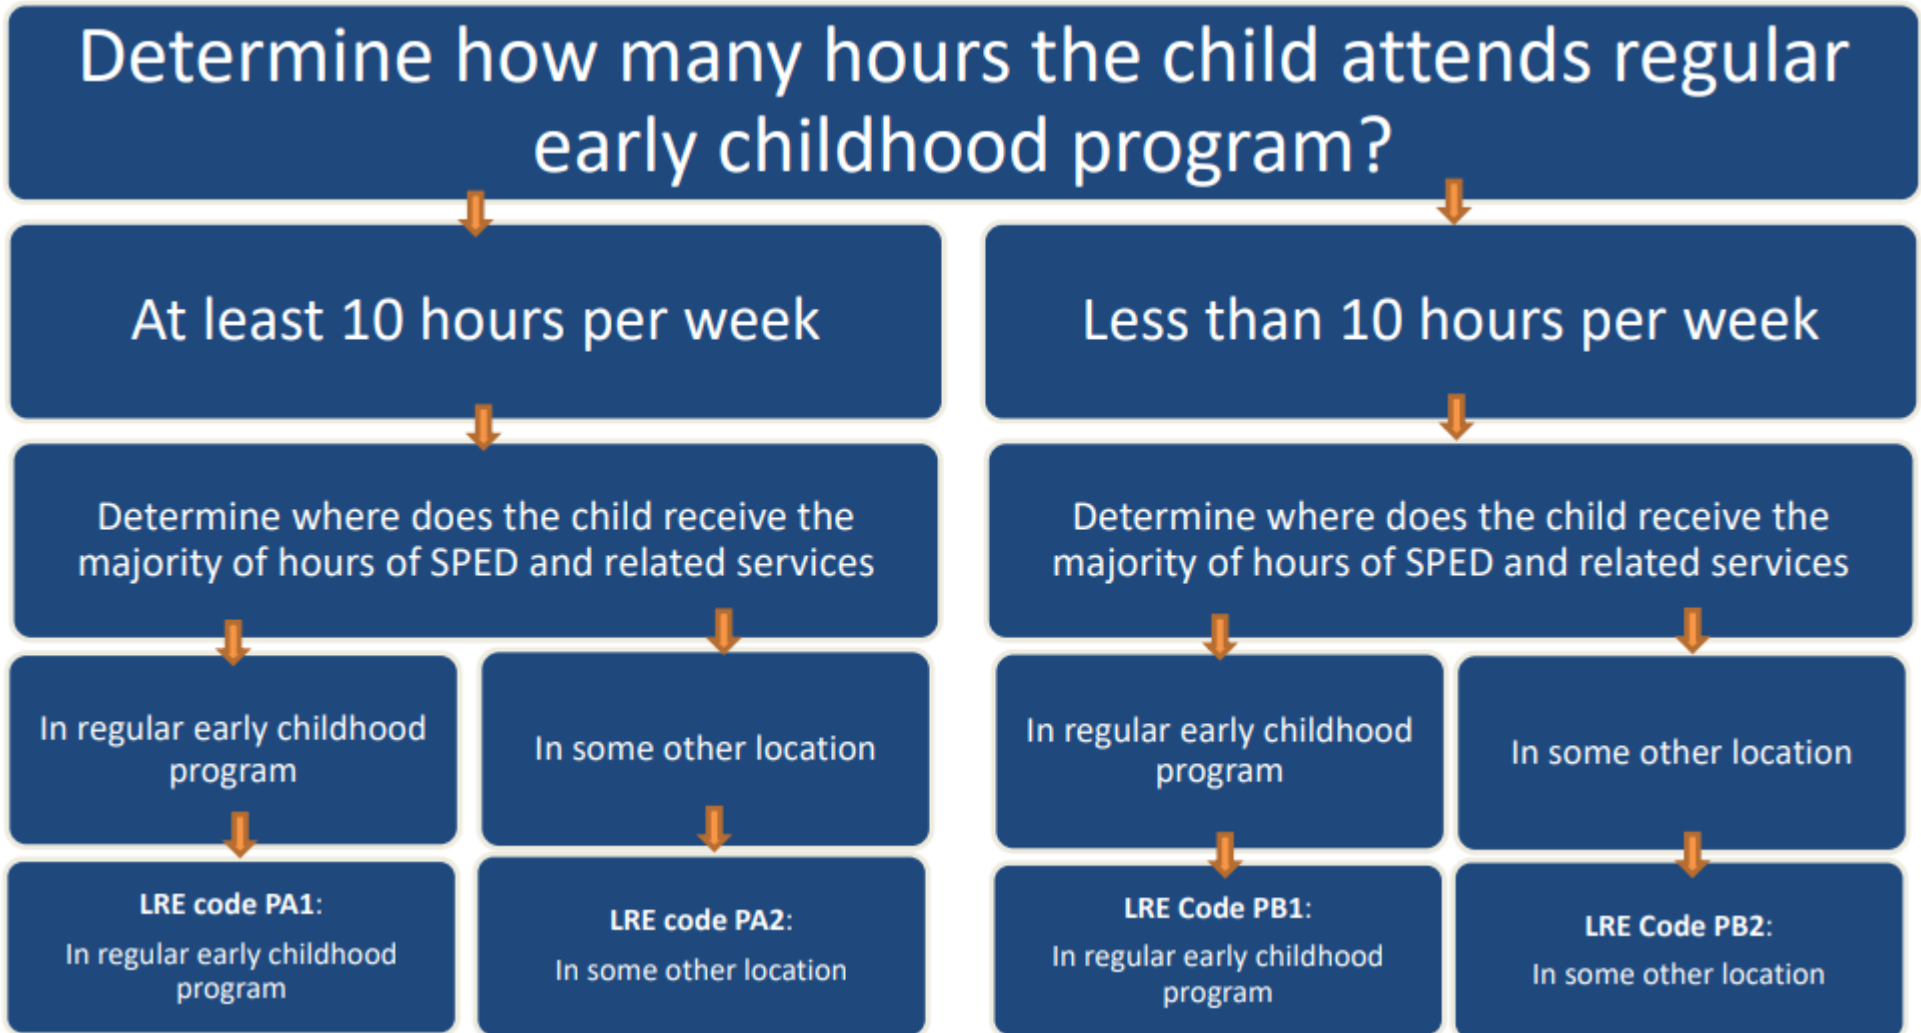 Determine how many hours the child attends regular
early childhood program?
At least 10 hours per week
Less than 10 hours per week
Determine where does the child receive the
majority of hours of SPED and related services
Determine where does the child receive the
majority of hours of SPED and related services
In regular early childhood
program
In some other location
In regular early childhood
program
In some other location
LRE code PA1:
In regular early childhood
program
LRE code PA2:
In some other location
LRE Code PB1:
In regular early childhood
program
LRE Code PB2:
In some other location